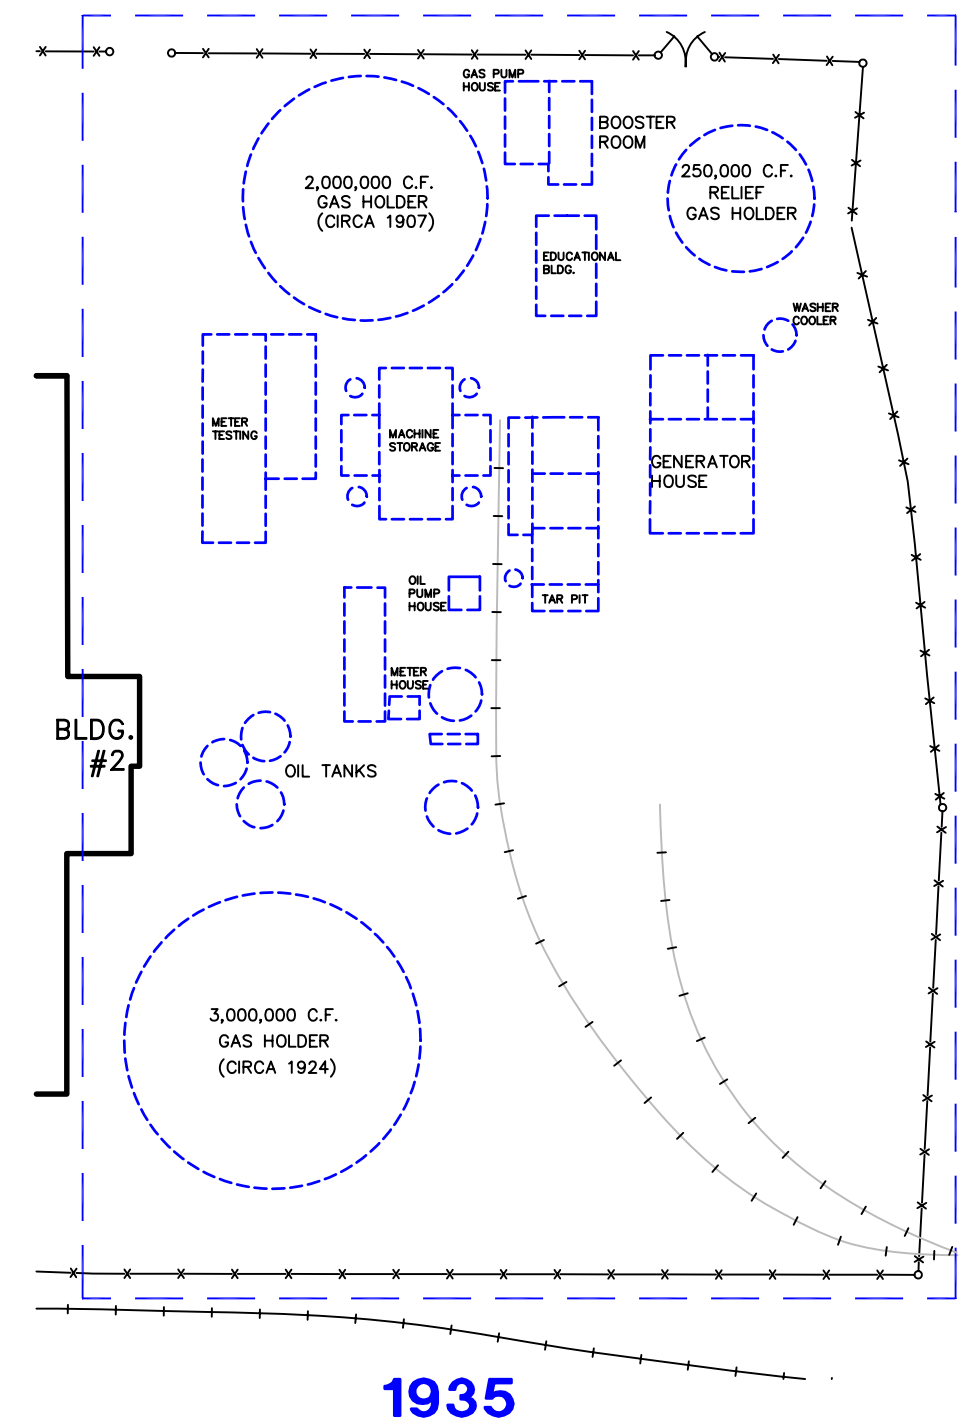 GAS PUMP
HOUSE
BOOSTER
ROOM
2,000,000 C.F.
GAS HOLDER
(CIRCA 1907)
250,000 C.F.
RELIEF
GAS HOLDER
EDUCATIONAL
BLDG.
WASHER
COOLER
METER
TESTING
MACHINE
STORAGE
GENERATOR
HOUSE
OIL
PUMP
HOUSE
TAR PIT
METER
HOUSE
BLDG.
#2
OIL TANKS
3,000,000 C.F.
GAS HOLDER
(CIRCA 1924)
1935